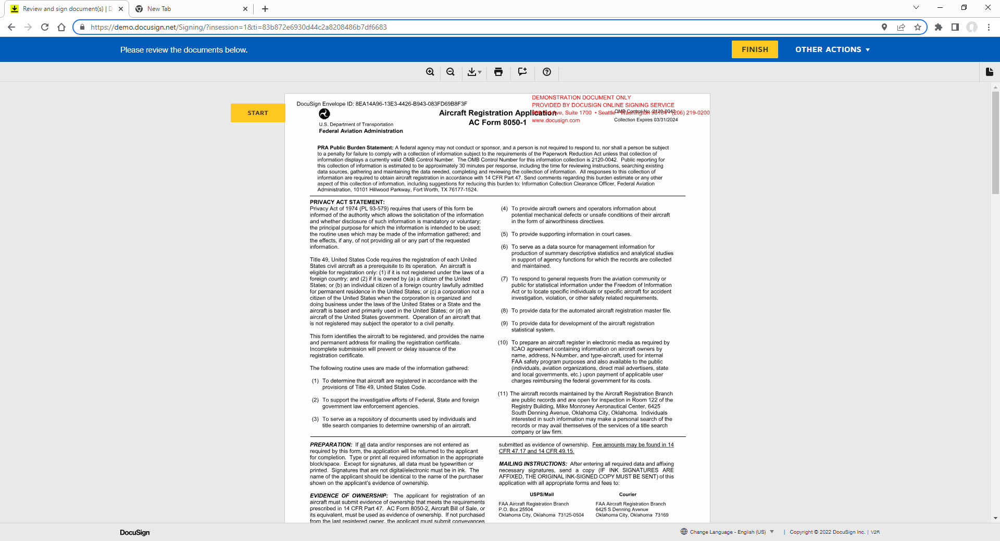 Review and sign document(s) | D
New Tab
https://demo.docusign.net/Signing/?insession=1&ti=83b872e6930d44c2a8208486b7df6683
Please review the documents below.
FINISH
OTHER ACTIONS
START
DocuSign Envelope ID: 8EA14A96-13E3-4426-B943-083FD69B8F3F
DEMONSTRATION DOCUMENT ONLY
PROVIDED BY DOCUSIGN ONLINE SIGNING SERVICE
Ave, Suite 1700 • Seattle • Washington 98104 • (206) 219-0200
www.docusign.com
Aircraft Registration Application
AC Form 8050-1
OMB Control No. 2120-0042
Collection Expires 03/31/2024
U.S. Department of Transportation
Federal Aviation Administration
PRA Public Burden Statement: A federal agency may not conduct or sponsor, and a person is not required to respond to, nor shall a person be subject
to a penalty for failure to comply with a collection of information subject to the requirements of the Paperwork Reduction Act unless that collection of
information displays a currently valid OMB Control Number. The OMB Control Number for this information collection is 2120-0042. Public reporting for
this collection of information is estimated to be approximately 30 minutes per response, including the time for reviewing instructions, searching existing
data sources, gathering and maintaining the data needed, completing and reviewing the collection of information. All responses to this collection of
information are required to obtain aircraft registration in accordance with 14 CFR Part 47. Send comments regarding this burden estimate or any other
aspect of this collection of information, including suggestions for reducing this burden to: Information Collection Clearance Officer, Federal Aviation
Administration, 10101 Hillwood Parkway, Fort Worth, TX 76177-1524.
PRIVACY ACT STATEMENT:
Privacy Act of 1974 (PL 93-579) requires that users of this form be
informed of the authority which allows the solicitation of the information
and whether disclosure of such information is mandatory or voluntary;
the principal purpose for which the information is intended to be used;
the routine uses which may be made of the information gathered; and
the effects, if any, of not providing all or any part of the requested
information.
Title 49, United States Code requires the registration of each United
States civil aircraft as a prerequisite to its operation. An aircraft is
eligible for registration only: (1) if it is not registered under the laws of a
foreign country; and (2) if it is owned by (a) a citizen of the United
States; or (b) an individual citizen of a foreign country lawfully admitted
for permanent residence in the United States; or (c) a corporation not a
citizen of the United States when the corporation is organized and
doing business under the laws of the United States or a State and the
aircraft is based and primarily used in the United States; or (d) an
aircraft of the United States government. Operation of an aircraft that
is not registered may subject the operator to a civil penalty.
This form identifies the aircraft to be registered, and provides the name
and permanent address for mailing the registration certificate.
Incomplete submission will prevent or delay issuance of the
registration certificate.
The following routine uses are made of the information gathered:
(1) To determine that aircraft are registered in accordance with the
provisions of Title 49, United States Code.
(2) To support the investigative efforts of Federal, State and foreign
government law enforcement agencies.
(3) To serve as a repository of documents used by individuals and
title search companies to determine ownership of an aircraft.
(4) To provide aircraft owners and operators information about
potential mechanical defects or unsafe conditions of their aircraft
in the form of airworthiness directives.
(5) To provide supporting information in court cases.
(6) To serve as a data source for management information for
production of summary descriptive statistics and analytical studies
in support of agency functions for which the records are collected
and maintained.
(7) To respond to general requests from the aviation community or
public for statistical information under the Freedom of Information
Act or to locate specific individuals or specific aircraft for accident
investigation, violation, or other safety related requirements.
(8) To provide data for the automated aircraft registration master file.
(9) To provide data for development of the aircraft registration
statistical system.
(10) To prepare an aircraft register in electronic media as required by
ICAO agreement containing information on aircraft owners by
name, address, N-Number, and type-aircraft, used for internal
FAA safety program purposes and also available to the public
(individuals, aviation organizations, direct mail advertisers, state
and local governments, etc.) upon payment of applicable user
charges reimbursing the federal government for its costs.
(11) The aircraft records maintained by the Aircraft Registration Branch
are public records and are open for inspection in Room 122 of the
Registry Building, Mike Monroney Aeronautical Center, 6425
South Denning Avenue, Oklahoma City, Oklahoma. Individuals
interested in such information may make a personal search of the
records or may avail themselves of the services of a title search
company or law firm.
PREPARATION: If all data and/or responses are not entered as
required by this form, the application will be returned to the applicant
for completion. Type or print all required information in the appropriate
block/space. Except for signatures, all data must be typewritten or
printed. Signatures that are not digital/electronic must be in ink. The
name of the applicant should be identical to the name of the purchaser
shown on the applicant's evidence of ownership.
EVIDENCE OF OWNERSHIP: The applicant for registration of an
aircraft must submit evidence of ownership that meets the requirements
prescribed in 14 CFR Part 47. AC Form 8050-2, Aircraft Bill of Sale, or
its equivalent, must be used as evidence of ownership. If not purchased
from the last registered owner, the applicant must submit conveyances
submitted as evidence of ownership. Fee amounts may be found in 14
CFR 47.17 and 14 CFR 49.15.
MAILING INSTRUCTIONS: After entering all required data and affixing
necessary signatures, send a copy (IF INK SIGNATURES ARE
AFFIXED, THE ORIGINAL INK-SIGNED COPY MUST BE SENT) of this
application with all appropriate forms and fees to:
USPS/Mail
FAA Aircraft Registration Branch
P.O. Box 25504
Oklahoma City, Oklahoma 73125-0504
Courier
FAA Aircraft Registration Branch
6425 S Denning Avenue
Oklahoma City, Oklahoma 73169
DocuSign
Change Language - English (US) | Copyright © 2022 DocuSign Inc. | V2R